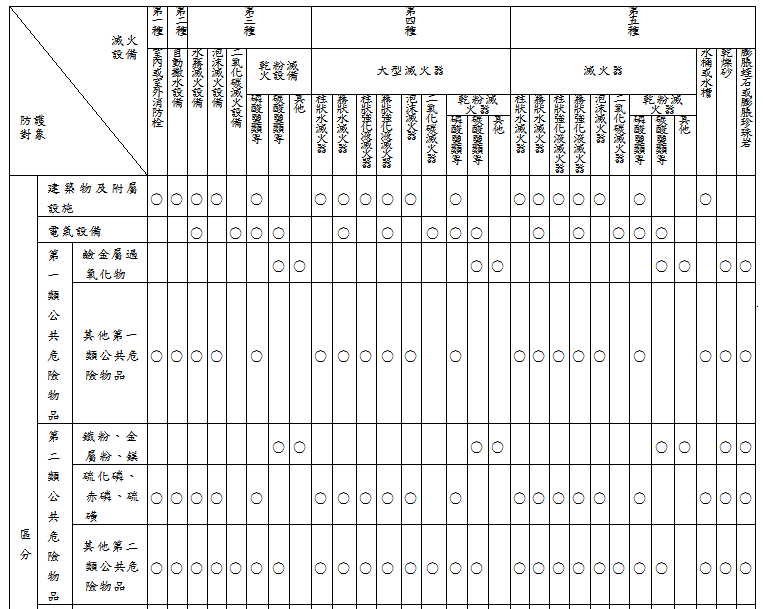 滅火
設備
防護
對象
第一種
第二種
第三種
第四種
第五種
室內或室外消防栓
自動撒水設備
水霧滅火設備
泡沫滅火設備
二氧化碳滅火設備
乾粉滅
火設備
磷酸鹽類等
碳酸鹽類等
其他
大型滅火器
柱狀水滅火器
霧狀水滅火器
柱狀強化液滅火器
霧狀強化液滅火器
泡沫滅火器
二氧化碳滅火器
乾粉滅
火器
磷酸鹽類等
碳酸鹽類等
其他
滅火器
柱狀水滅火器
霧狀水滅火器
柱狀強化液滅火器
霧狀強化液滅火器
泡沫滅火器
二氧化碳滅火器
乾粉滅
火器
磷酸鹽類等
碳酸鹽類等
其他
水桶或水槽
乾燥砂
膨脹蛭石或膨脹珍珠岩
區分
建築物及附屬
設施
○ ○ ○ ○ ○ ○ ○ ○ ○ ○ ○ ○ ○ ○ ○ ○ ○ ○
電氣設備
○ ○ ○ ○ ○ ○ ○ ○ ○ ○ ○ ○ ○ ○
第一類公共危險物品
鹼金屬過
氧化物
○ ○ ○ ○ ○ ○ ○ ○
其他第一
類公共危
險物品
○ ○ ○ ○ ○ ○ ○ ○ ○ ○ ○ ○ ○ ○ ○ ○ ○ ○ ○ ○
第二類公共危險物品
鐵粉、金
屬粉、鎂
○ ○ ○ ○ ○ ○ ○ ○
硫化磷、
赤磷、硫
磺
○ ○ ○ ○ ○ ○ ○ ○ ○ ○ ○ ○ ○ ○ ○ ○ ○ ○ ○ ○
其他第二
類公共危
險物品
○ ○ ○ ○ ○ ○ ○ ○ ○ ○ ○ ○ ○ ○ ○ ○ ○ ○ ○ ○ ○ ○ ○ ○ ○ ○